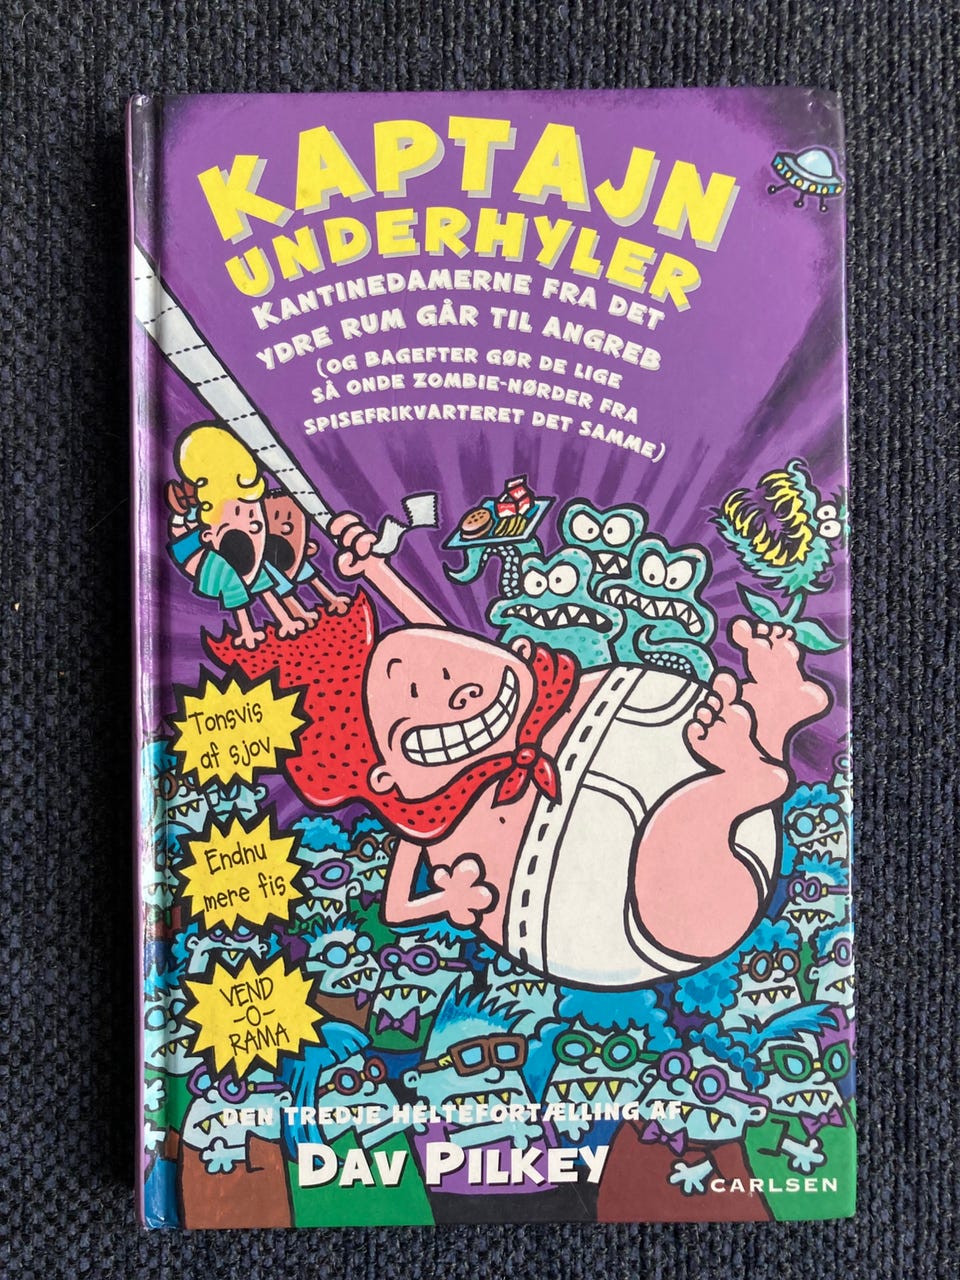 KAPTAJN
UNDERHYLER
KANTINEDAMERNE FRA DET
YDRE RUM GÅR TIL ANGREB
(OG BAGEFTER GØR DE LIGE
SÅ ONDE ZOMBIE-NØRDER FRA
SPISEFRIKVARTERET DET SAMME)
Tonsvis
af sjov
Endnu
mere fis
VEND
-O-
RAMA
DEN TREDJE HELTEFORTÆLLING AF
DAV PILKEY
CARLSEN